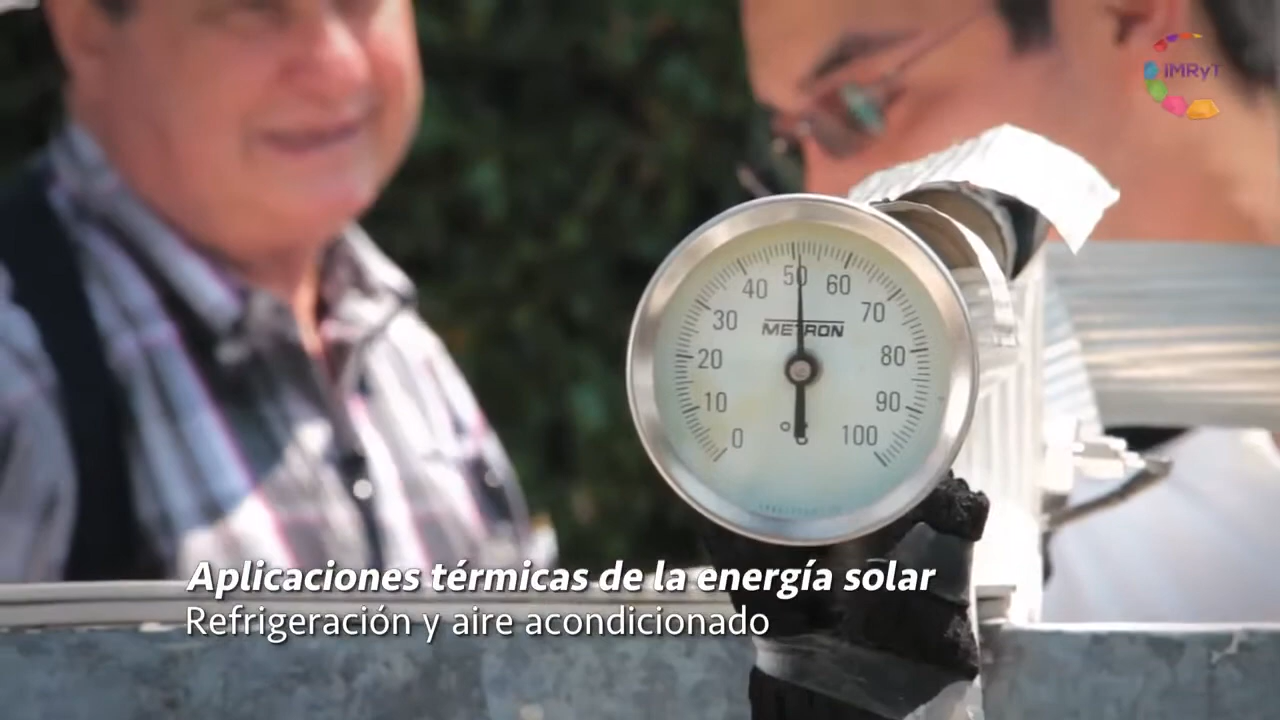 iMRyT
0
10
20
30
40
50
60
70
80
90
100
METRON
Aplicaciones térmicas de la energía solar
Refrigeración y aire acondicionado